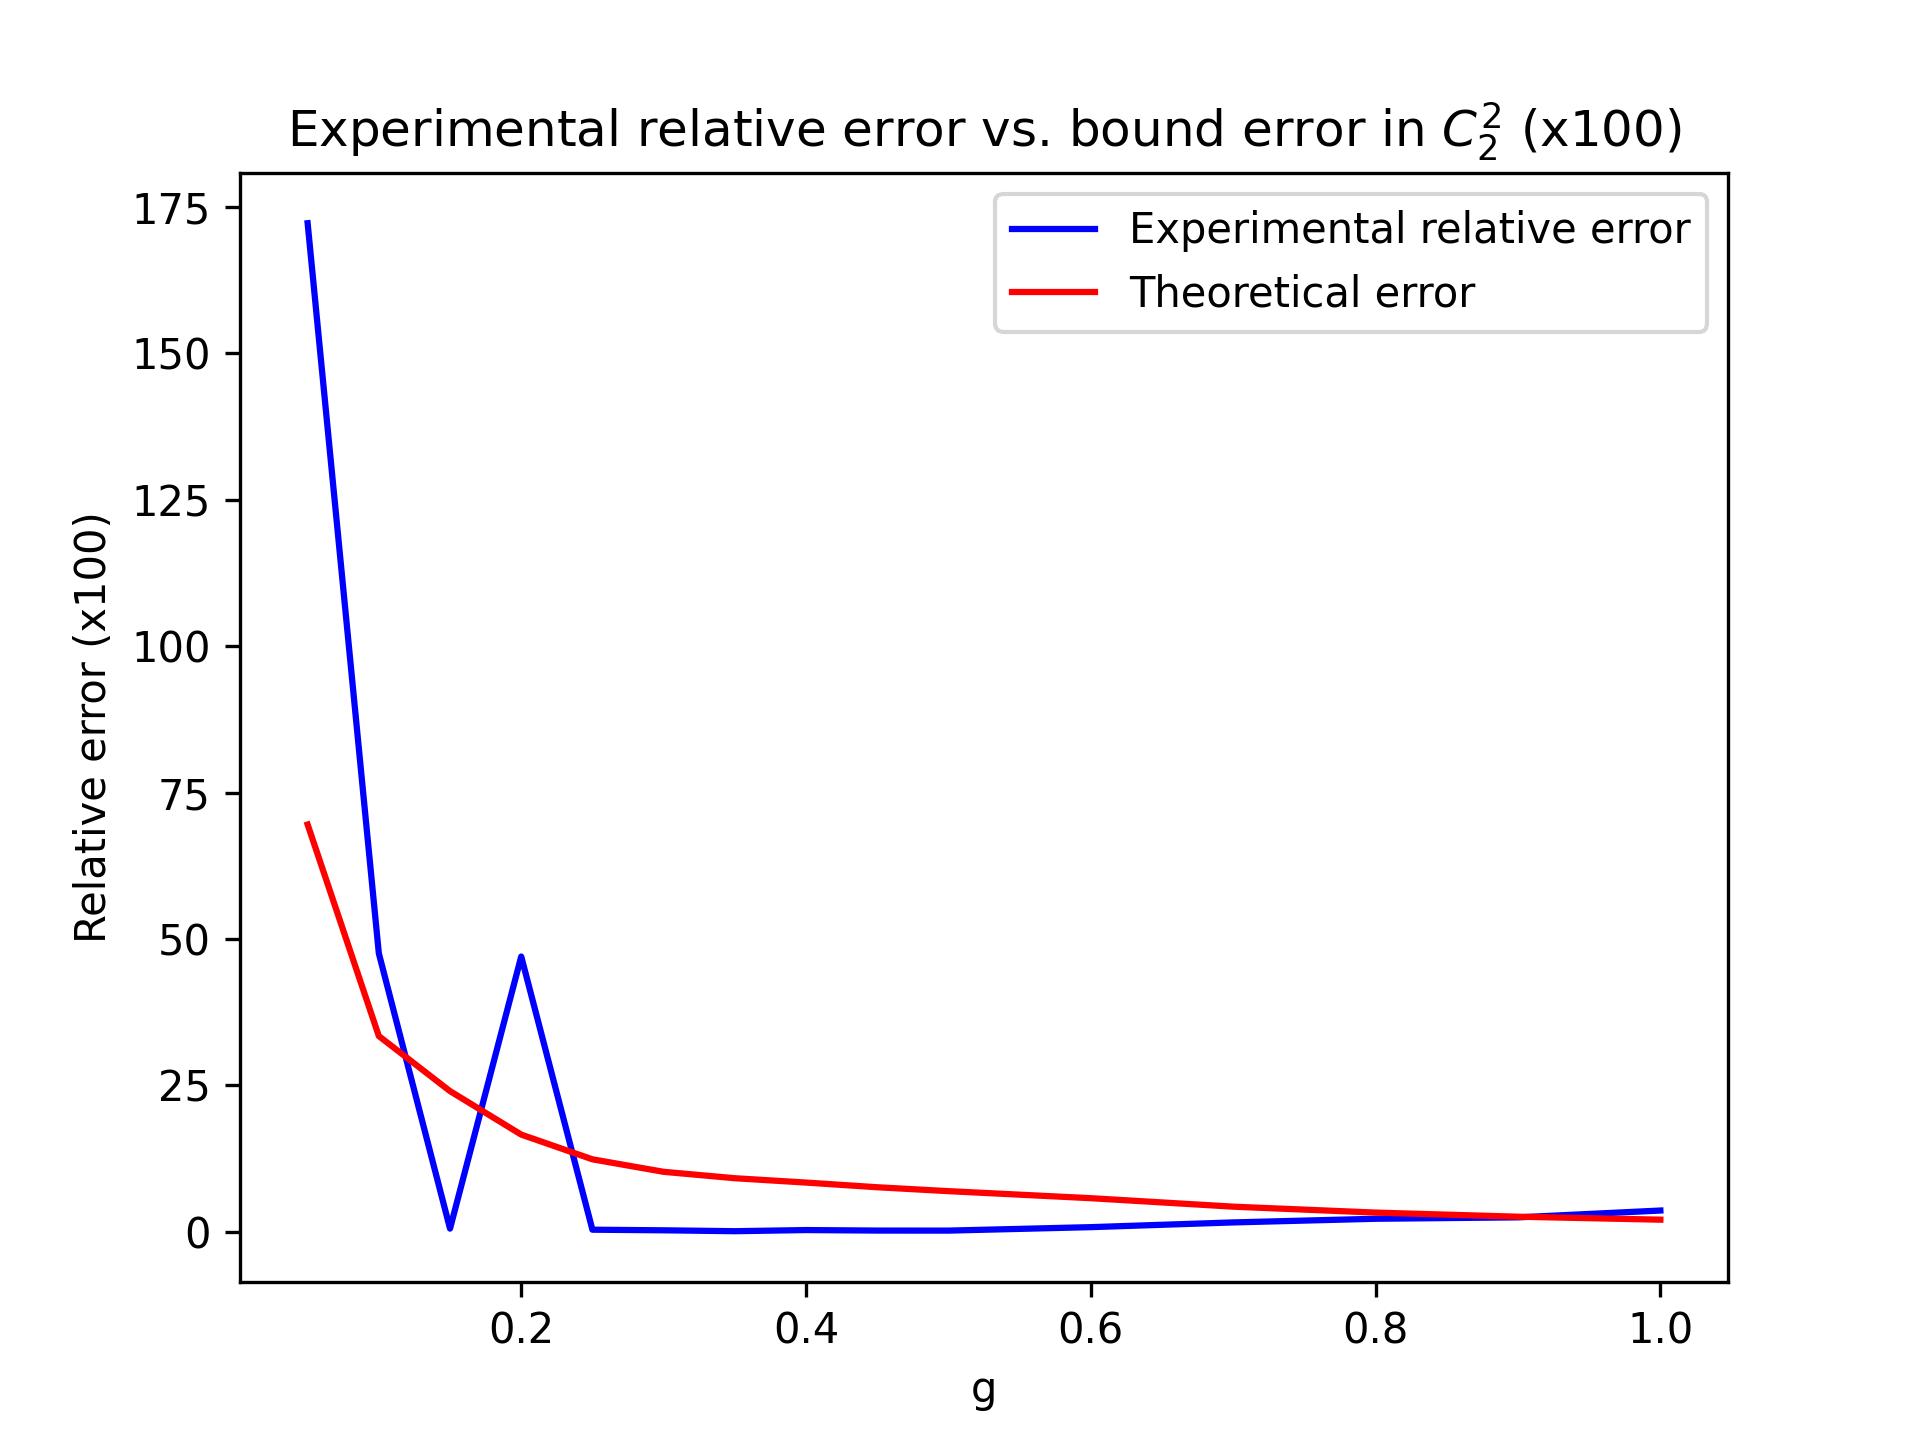 Experimental relative error vs. bound error in $C_2^2$ (x100)
Experimental relative error
Theoretical error
Relative error (x100)
175
150
125
100
75
50
25
0
0.2 0.4 0.6 0.8 1.0
g